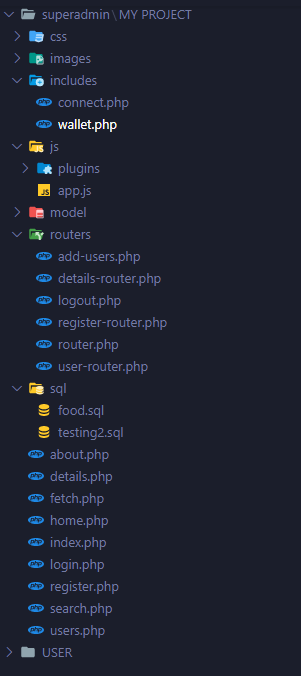 superadmin\MY PROJECT
css
images
includes
connect.php
wallet.php
js
plugins
app.js
model
routers
add-users.php
details-router.php
logout.php
register-router.php
router.php
user-router.php
sql
food.sql
testing2.sql
about.php
details.php
fetch.php
home.php
index.php
login.php
register.php
search.php
users.php
USER